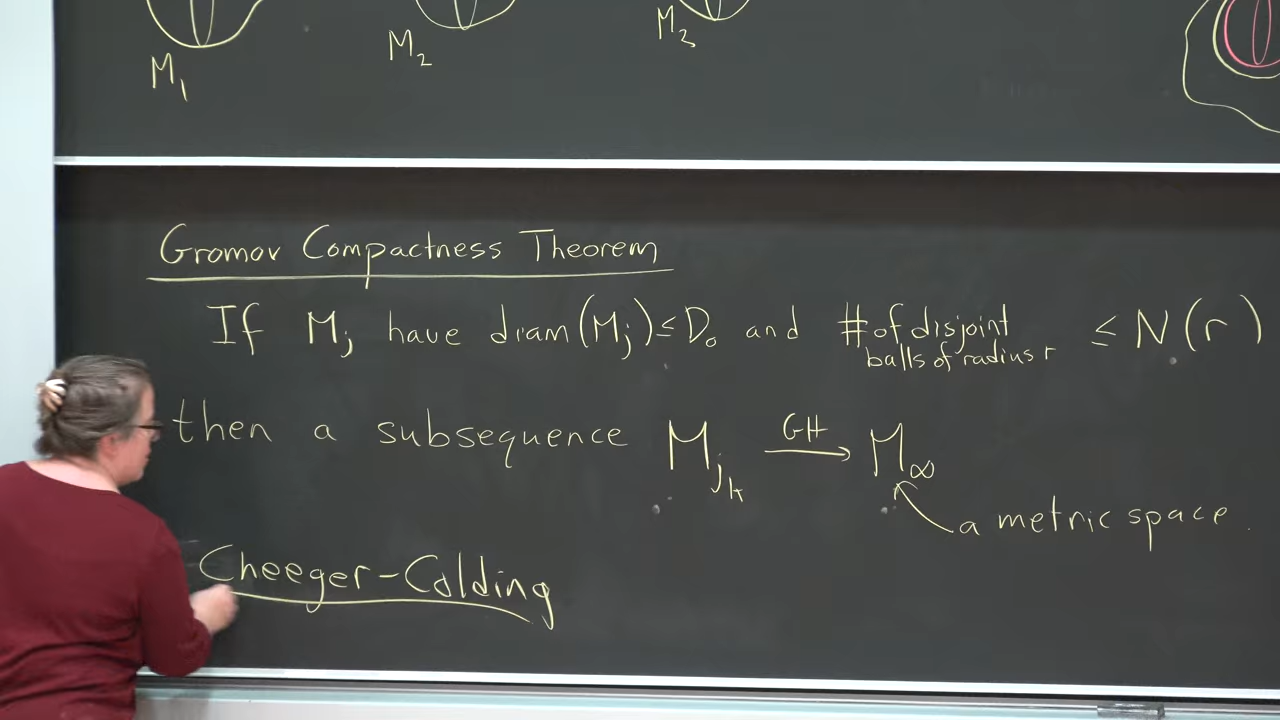 M₁ M₂ M₃
Gromov Compactness Theorem
If Mⱼ have diam(Mⱼ) ≤ D₀ and # of disjoint balls of radius r ≤ N(r)
then a subsequence Mⱼₖ GH⟶ M∞
a metric space.
Cheeger-Colding